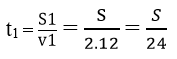 t₁ = S1/v1 = S/2.12 = S/24